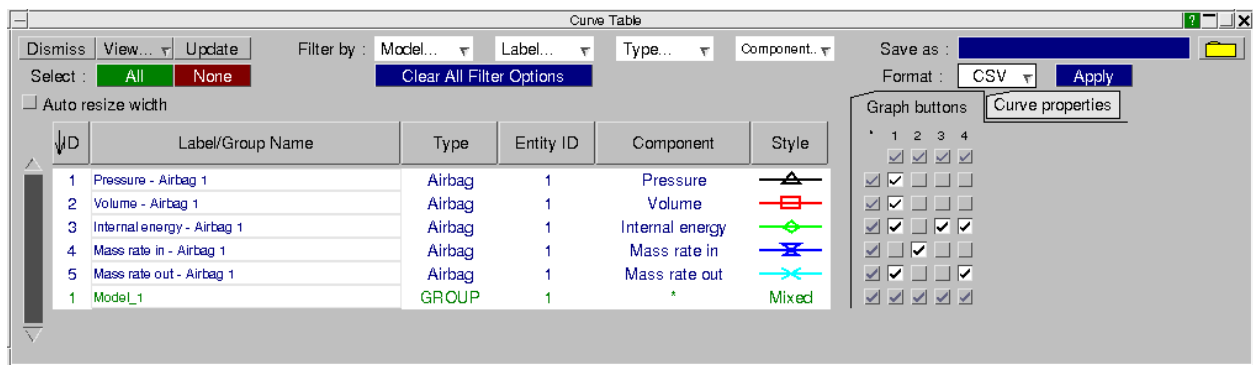 Curve Table
?
X
Dismiss View... Update Filter by : Model... Label... Type... Component.. Save as :
Select : All None Clear All Filter Options Format : CSV Apply
Auto resize width Graph buttons Curve properties
* 1 2 3 4
ID Label/Group Name Type Entity ID Component Style
1 Pressure - Airbag 1 Airbag 1 Pressure
2 Volume - Airbag 1 Airbag 1 Volume
3 Internal energy - Airbag 1 Airbag 1 Internal energy
4 Mass rate in - Airbag 1 Airbag 1 Mass rate in
5 Mass rate out - Airbag 1 Airbag 1 Mass rate out
1 Model_1 GROUP 1 * Mixed